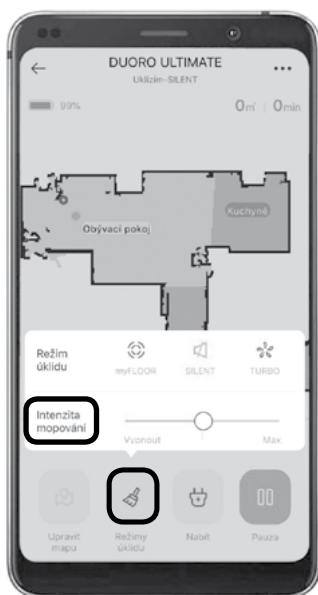 DUORO ULTIMATE
Uklízím-SILENT
99%
0㎡ | 0min
Kuchyně
Obývací pokoj
Režim
úklidu
myFLOOR
SILENT
TURBO
Intenzita
mopování
Vypnout
Max
Upravit
mapu
Režimy
úklidu
Nabít
Pauza